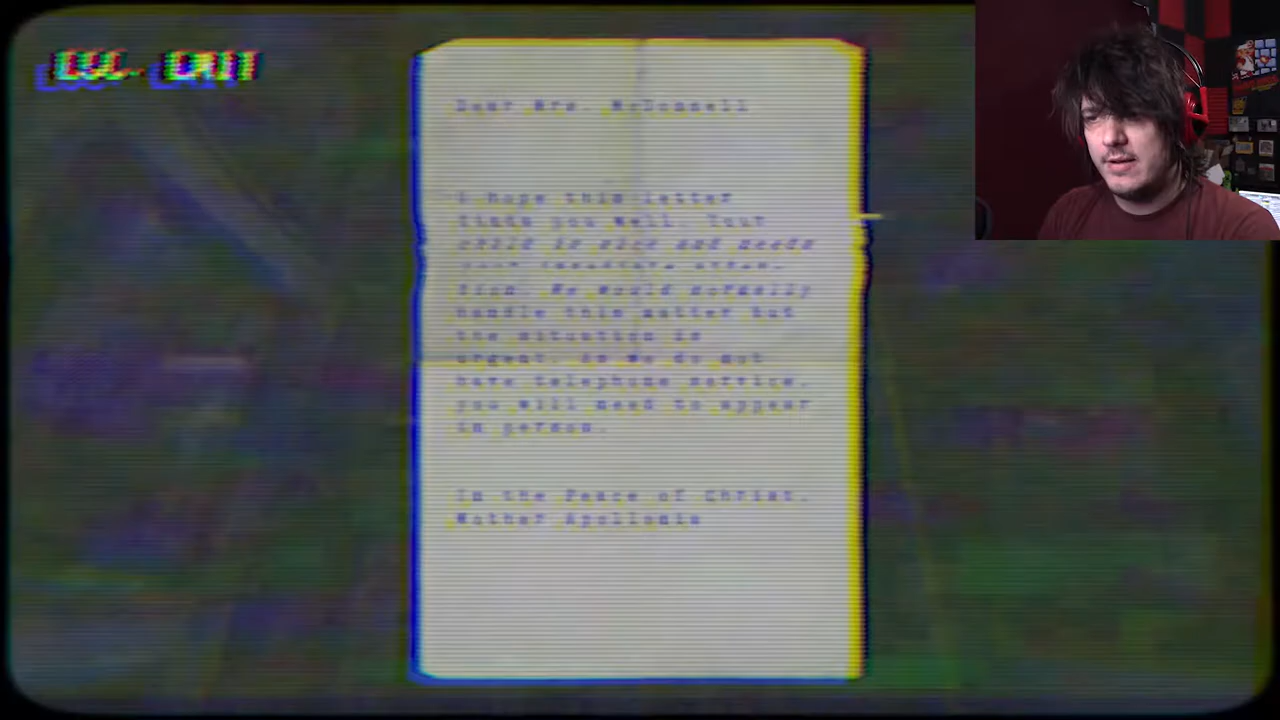 ESC- EXIT
Dear Mrs. McDonnell
I hope this letter
finds you well. Your
child is sick and needs
your immediate atten-
tion. We would normally
handle this matter but
the situation is
urgent. As we do not
have telephone service,
you will need to appear
in person.
In the Peace of Christ,
Mother Apollonia